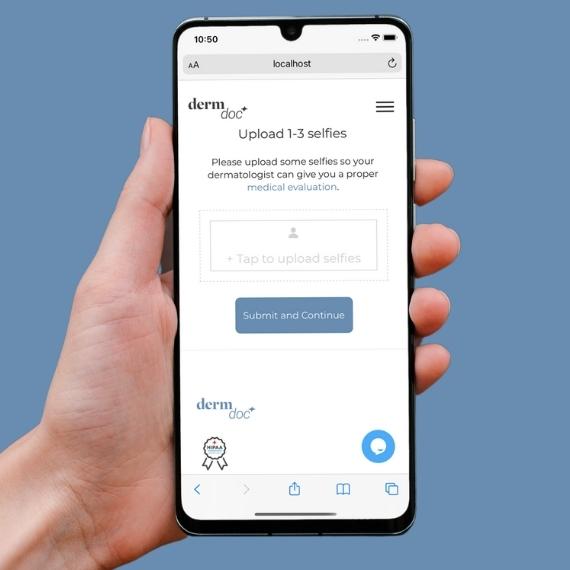 10:50
AA localhost
derm
doc
Upload 1-3 selfies
Please upload some selfies so your
dermatologist can give you a proper
medical evaluation.
+ Tap to upload selfies
Submit and Continue
derm
doc
HIPAA